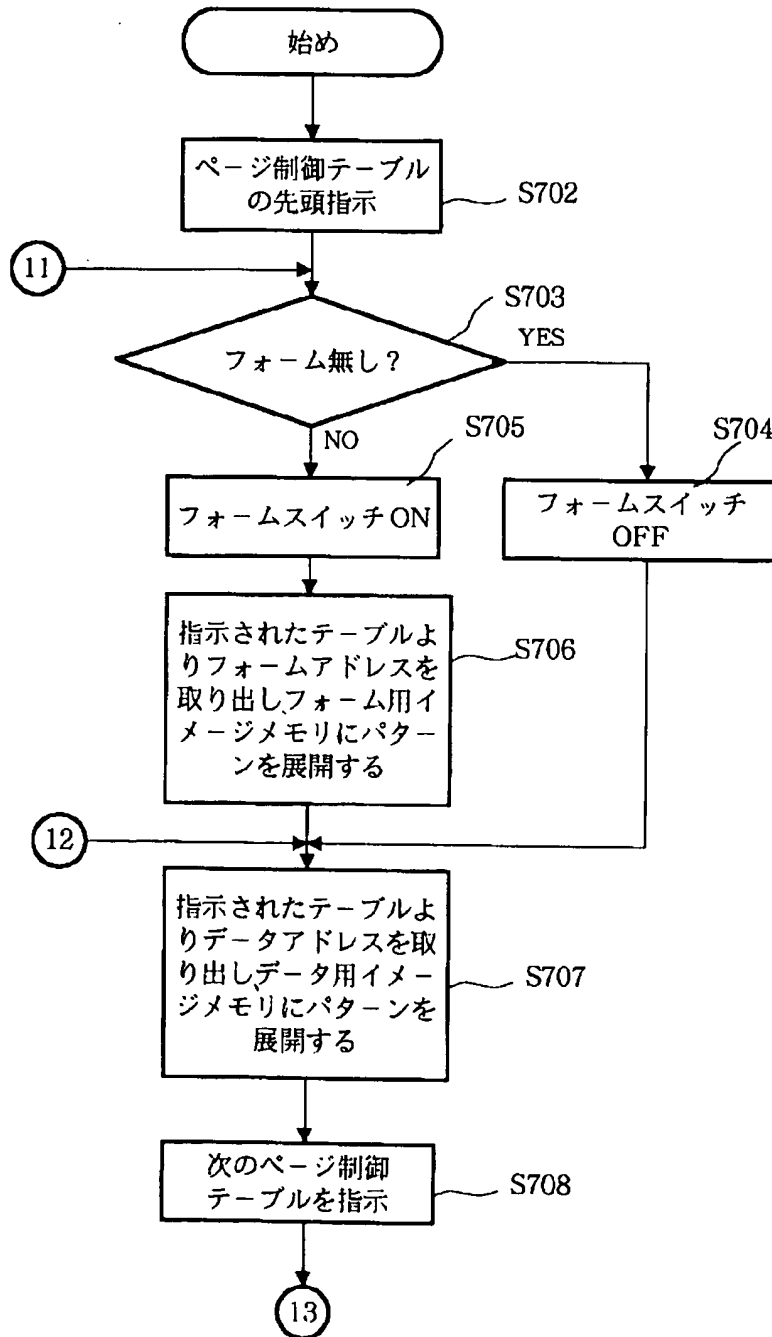 始め
ページ制御テーブル
の先頭指示
S702
11
S703
フォーム無し？
YES
NO
S705
S704
フォームスイッチON
フォームスイッチ
OFF
指示されたテーブルよ
りフォームアドレスを
取り出し、フォーム用イ
メージメモリにパター
ンを展開する
S706
12
指示されたテーブルよ
りデータアドレスを取
り出し、データ用イメー
ジメモリにパターンを
展開する
S707
次のページ制御
テーブルを指示
S708
13